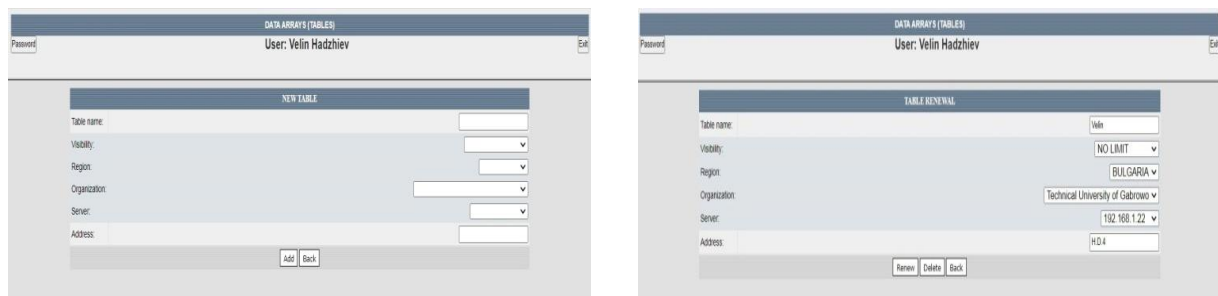 DATA ARRAYS (TABLES)
Password
User: Velin Hadzhiev
Exit
NEW TABLE
Table name:
Visibility:
Region:
Organization:
Server:
Address:
Add Back
DATA ARRAYS (TABLES)
Password
User: Velin Hadzhiev
Exit
TABLE RENEWAL
Table name: Velin
Visibility: NO LIMIT
Region: BULGARIA
Organization: Technical University of Gabrowo
Server: 192.168.1.22
Address: H.D.4
Renew Delete Back